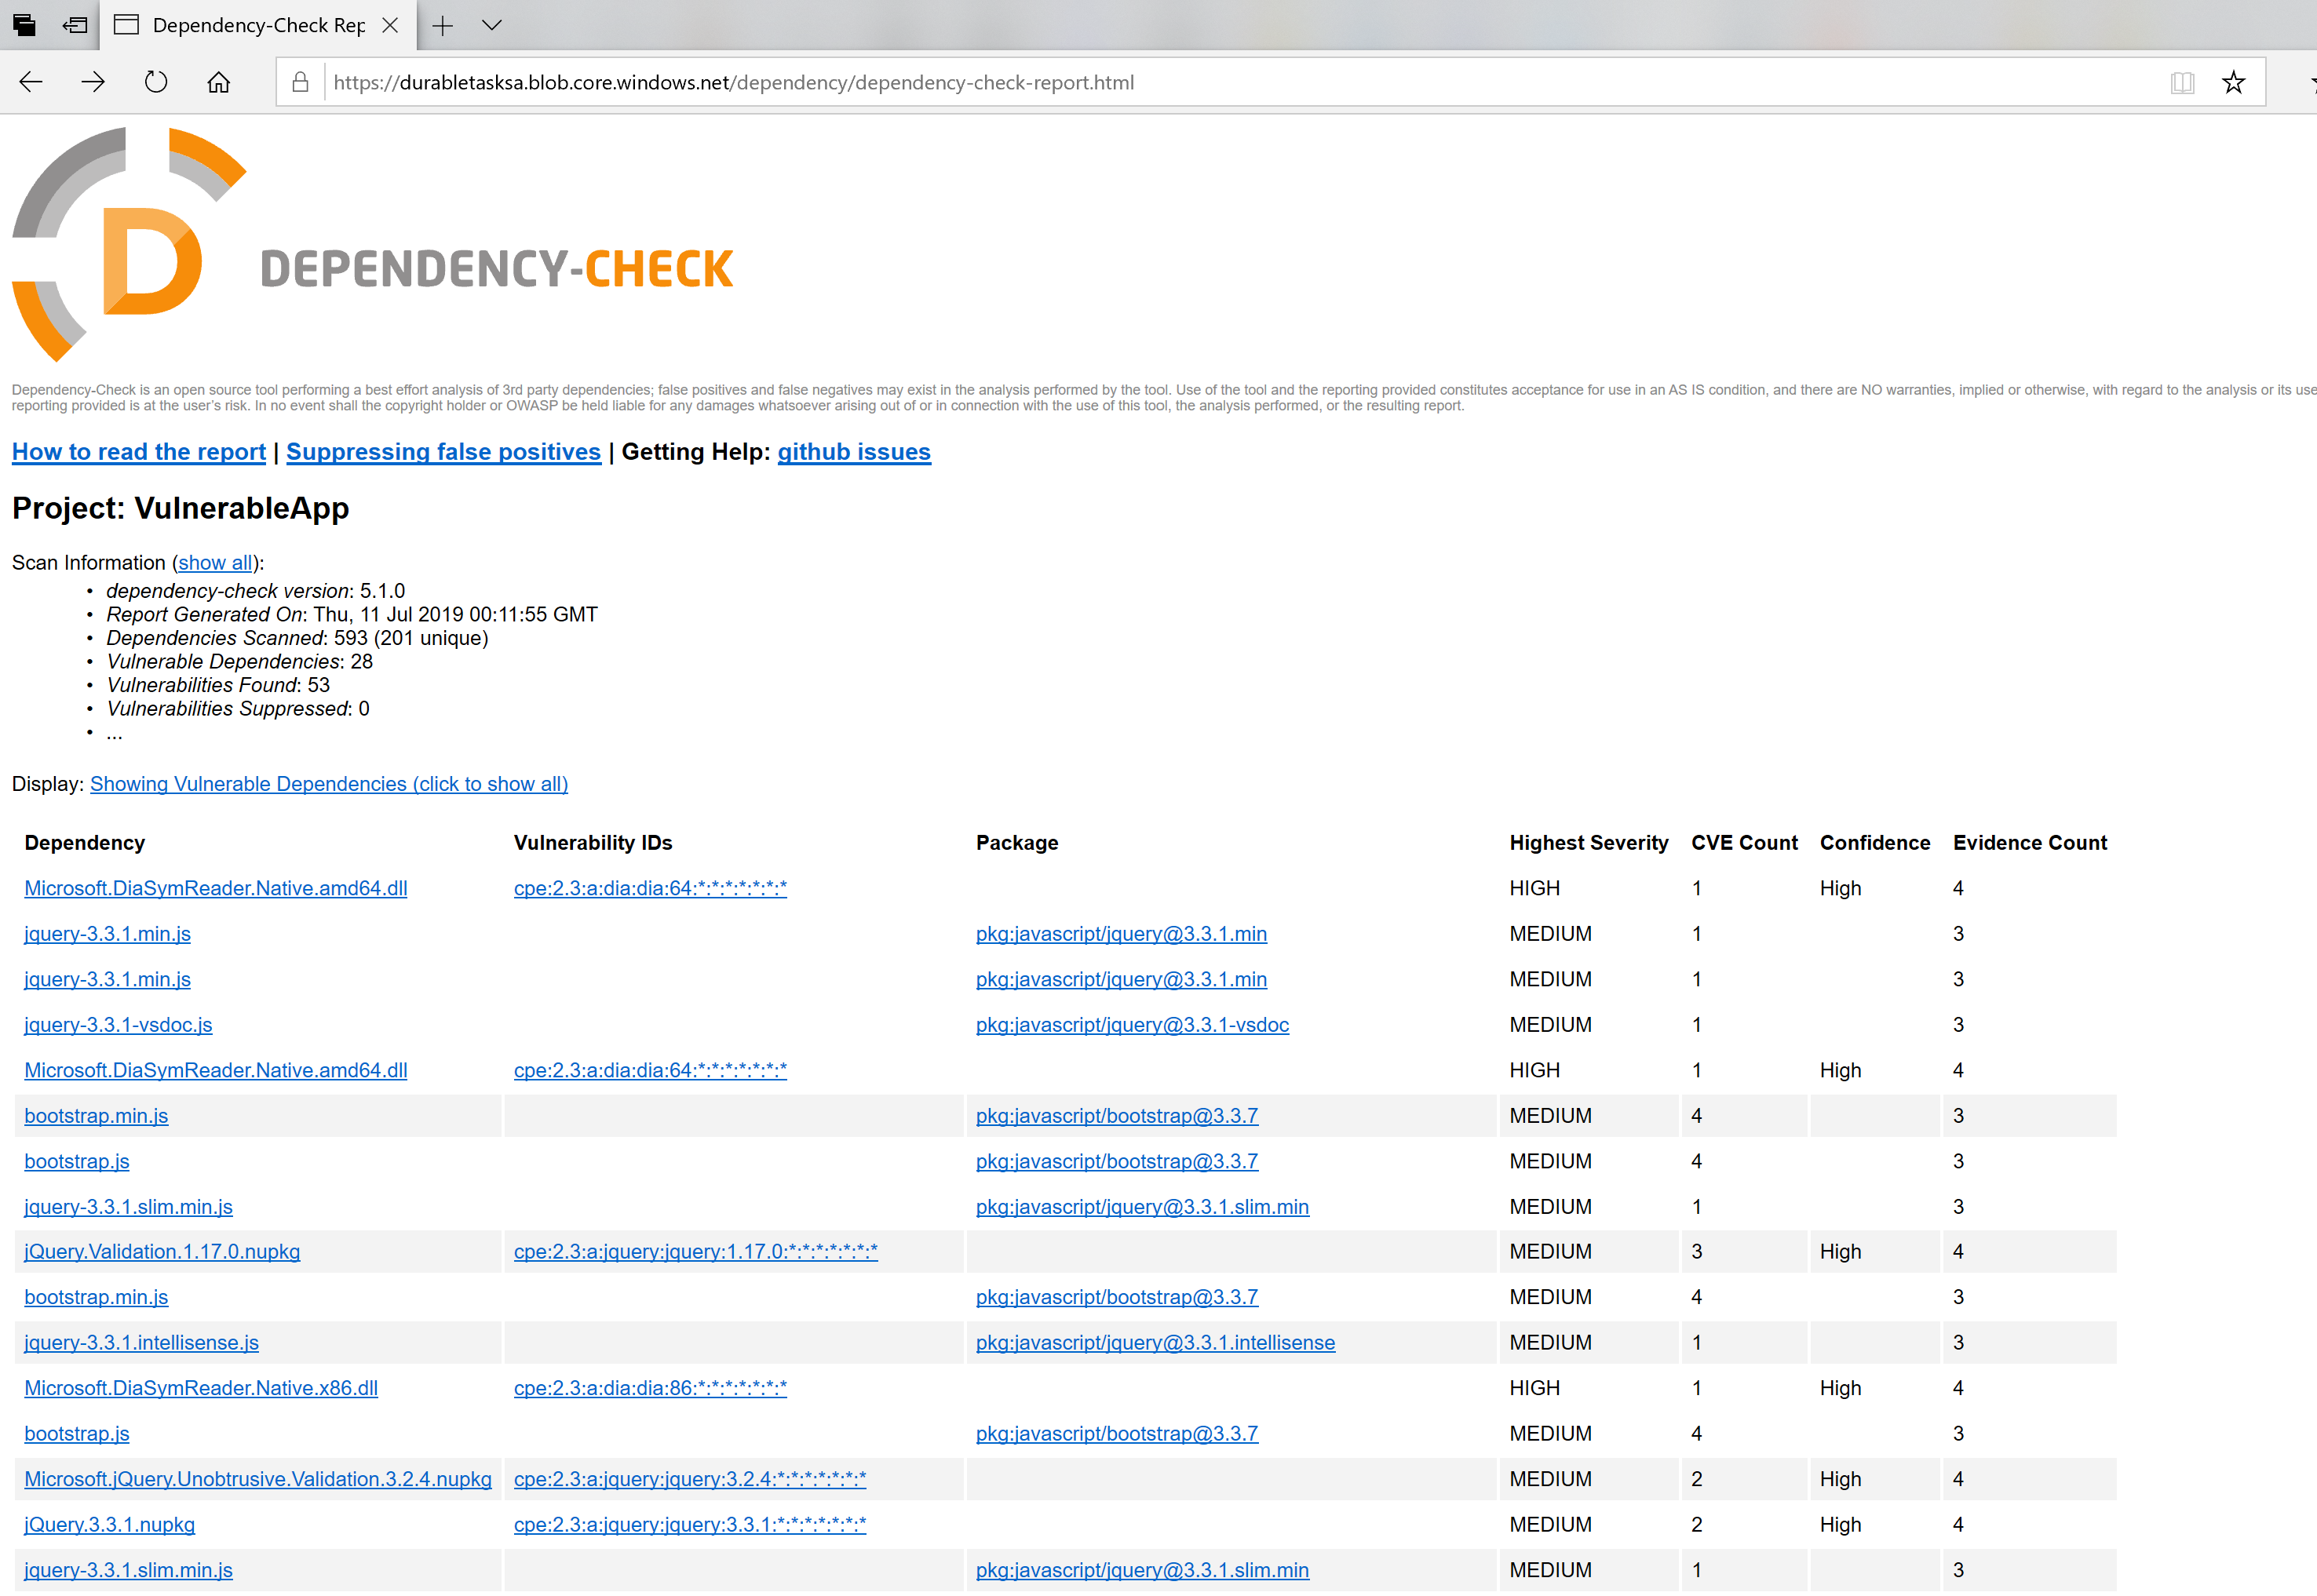 Dependency-Check Rep
https://durabletasksa.blob.core.windows.net/dependency/dependency-check-report.html
D
DEPENDENCY-CHECK
Dependency-Check is an open source tool performing a best effort analysis of 3rd party dependencies; false positives and false negatives may exist in the analysis performed by the tool. Use of the tool and the reporting provided constitutes acceptance for use in an AS IS condition, and there are NO warranties, implied or otherwise, with regard to the analysis or its use
reporting provided is at the user's risk. In no event shall the copyright holder or OWASP be held liable for any damages whatsoever arising out of or in connection with the use of this tool, the analysis performed, or the resulting report.
How to read the report | Suppressing false positives | Getting Help: github issues
Project: VulnerableApp
Scan Information (show all):
• dependency-check version: 5.1.0
• Report Generated On: Thu, 11 Jul 2019 00:11:55 GMT
• Dependencies Scanned: 593 (201 unique)
• Vulnerable Dependencies: 28
• Vulnerabilities Found: 53
• Vulnerabilities Suppressed: 0
• ...
Display: Showing Vulnerable Dependencies (click to show all)
Dependency Vulnerability IDs Package Highest Severity CVE Count Confidence Evidence Count
Microsoft.DiaSymReader.Native.amd64.dll cpe:2.3:a:dia:dia:64:*:*:*:*:*:*:* HIGH 1 High 4
jquery-3.3.1.min.js pkg:javascript/jquery@3.3.1.min MEDIUM 1 3
jquery-3.3.1.min.js pkg:javascript/jquery@3.3.1.min MEDIUM 1 3
jquery-3.3.1-vsdoc.js pkg:javascript/jquery@3.3.1-vsdoc MEDIUM 1 3
Microsoft.DiaSymReader.Native.amd64.dll cpe:2.3:a:dia:dia:64:*:*:*:*:*:*:* HIGH 1 High 4
bootstrap.min.js pkg:javascript/bootstrap@3.3.7 MEDIUM 4 3
bootstrap.js pkg:javascript/bootstrap@3.3.7 MEDIUM 4 3
jquery-3.3.1.slim.min.js pkg:javascript/jquery@3.3.1.slim.min MEDIUM 1 3
jQuery.Validation.1.17.0.nupkg cpe:2.3:a:jquery:jquery:1.17.0:*:*:*:*:*:*:* MEDIUM 3 High 4
bootstrap.min.js pkg:javascript/bootstrap@3.3.7 MEDIUM 4 3
jquery-3.3.1.intellisense.js pkg:javascript/jquery@3.3.1.intellisense MEDIUM 1 3
Microsoft.DiaSymReader.Native.x86.dll cpe:2.3:a:dia:dia:86:*:*:*:*:*:*:* HIGH 1 High 4
bootstrap.js pkg:javascript/bootstrap@3.3.7 MEDIUM 4 3
Microsoft.jQuery.Unobtrusive.Validation.3.2.4.nupkg cpe:2.3:a:jquery:jquery:3.2.4:*:*:*:*:*:*:* MEDIUM 2 High 4
jQuery.3.3.1.nupkg cpe:2.3:a:jquery:jquery:3.3.1:*:*:*:*:*:*:* MEDIUM 2 High 4
jquery-3.3.1.slim.min.js pkg:javascript/jquery@3.3.1.slim.min MEDIUM 1 3